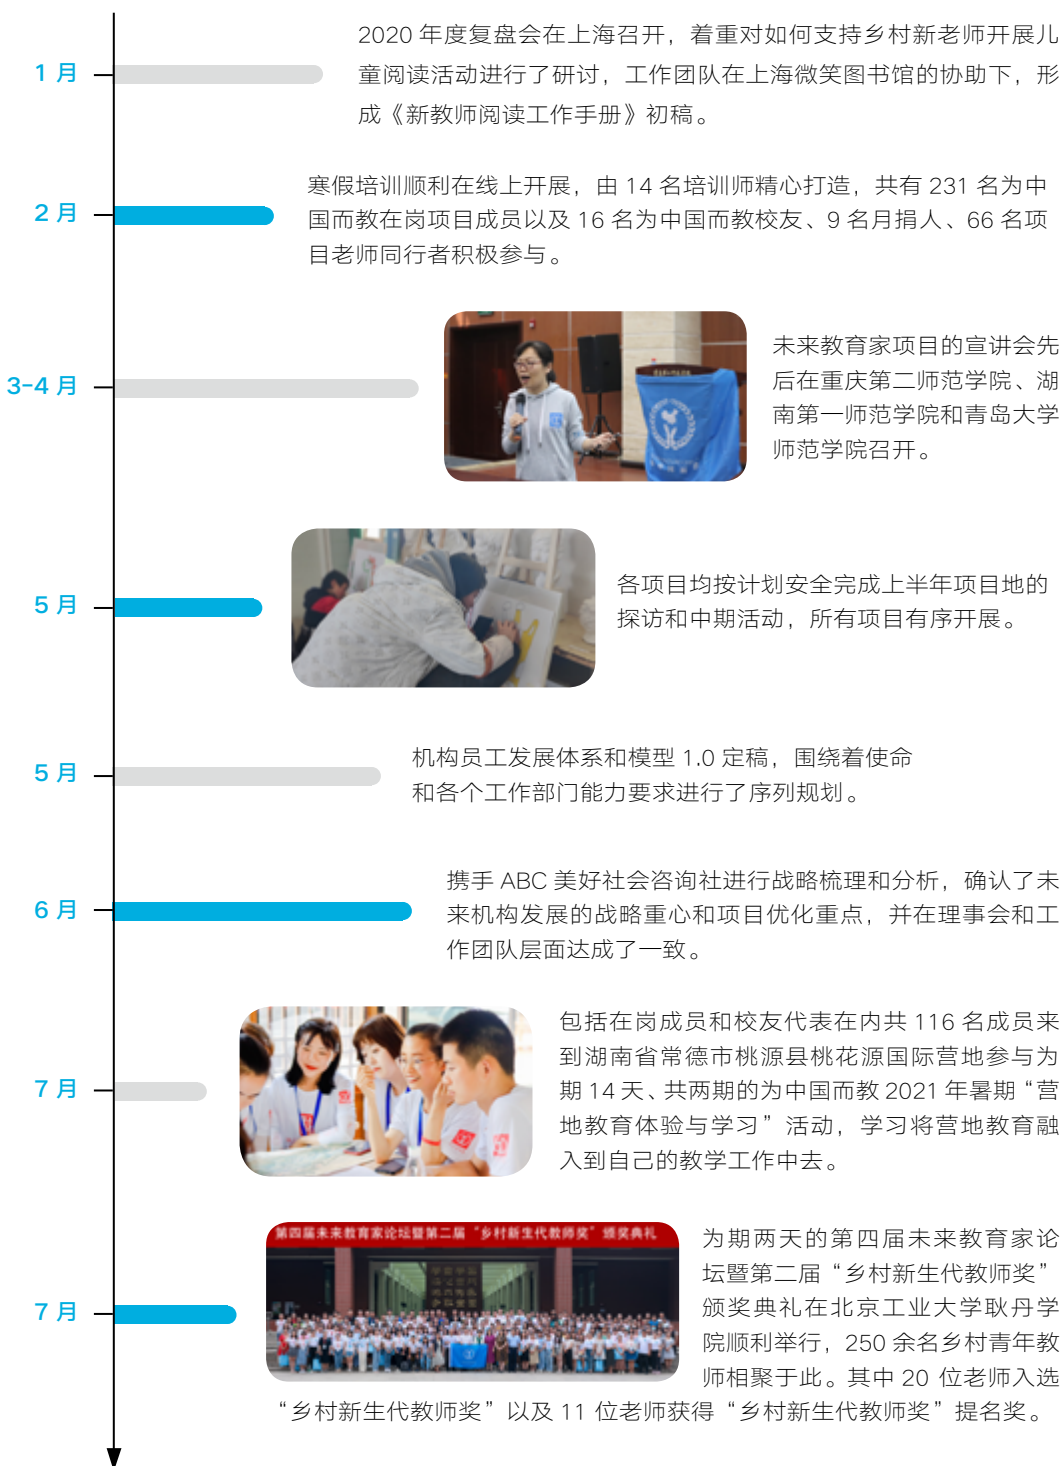 1 月
2020 年度复盘会在上海召开，着重对如何支持乡村新老师开展儿
童阅读活动进行了研讨，工作团队在上海微笑图书馆的协助下，形
成《新教师阅读工作手册》初稿。
2 月
寒假培训顺利在线上开展，由 14 名培训师精心打造，共有 231 名为中
国而教在岗项目成员以及 16 名为中国而教校友、9 名月捐人、66 名项
目老师同行者积极参与。
3-4 月
未来教育家项目的宣讲会先
后在重庆第二师范学院、湖
南第一师范学院和青岛大学
师范学院召开。
5 月
各项目均按计划安全完成上半年项目地的
探访和中期活动，所有项目有序开展。
5 月
机构员工发展体系和模型 1.0 定稿，围绕着使命
和各个工作部门能力要求进行了序列规划。
6 月
携手 ABC 美好社会咨询社进行战略梳理和分析，确认了未
来机构发展的战略重心和项目优化重点，并在理事会和工
作团队层面达成了一致。
7 月
包括在岗成员和校友代表在内共 116 名成员来
到湖南省常德市桃源县桃花源国际营地参与为
期 14 天、共两期的为中国而教 2021 年暑期“营
地教育体验与学习”活动，学习将营地教育融
入到自己的教学工作中去。
第四届未来教育家论坛暨第二届“乡村新生代教师奖”颁奖典礼
7 月
为期两天的第四届未来教育家论
坛暨第二届“乡村新生代教师奖”
颁奖典礼在北京工业大学耿丹学
院顺利举行，250 余名乡村青年教
师相聚于此。其中 20 位老师入选
“乡村新生代教师奖”以及 11 位老师获得“乡村新生代教师奖”提名奖。